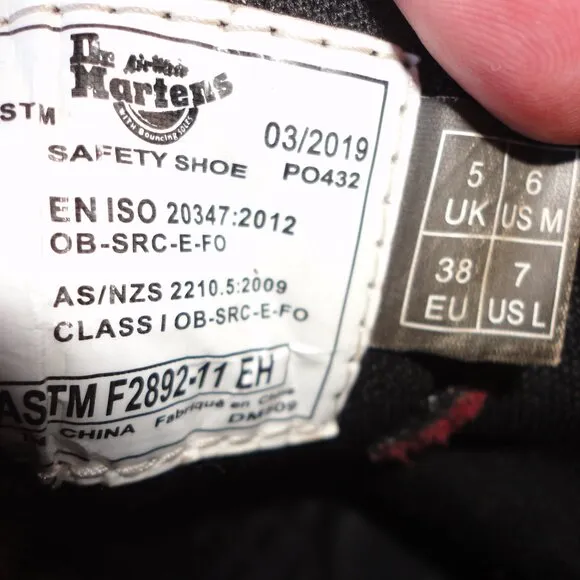 Dr. AirWair
Martens
WITH Bouncing SOLES
STM
03/2019
SAFETY SHOE PO432
EN ISO 20347:2012
OB-SRC-E-FO
AS/NZS 2210.5:2009
CLASS I OB-SRC-E-FO
ASTM F2892-11 EH
IN CHINA Fabriqué en Chine
5 UK
6 US M
38 EU
7 US L